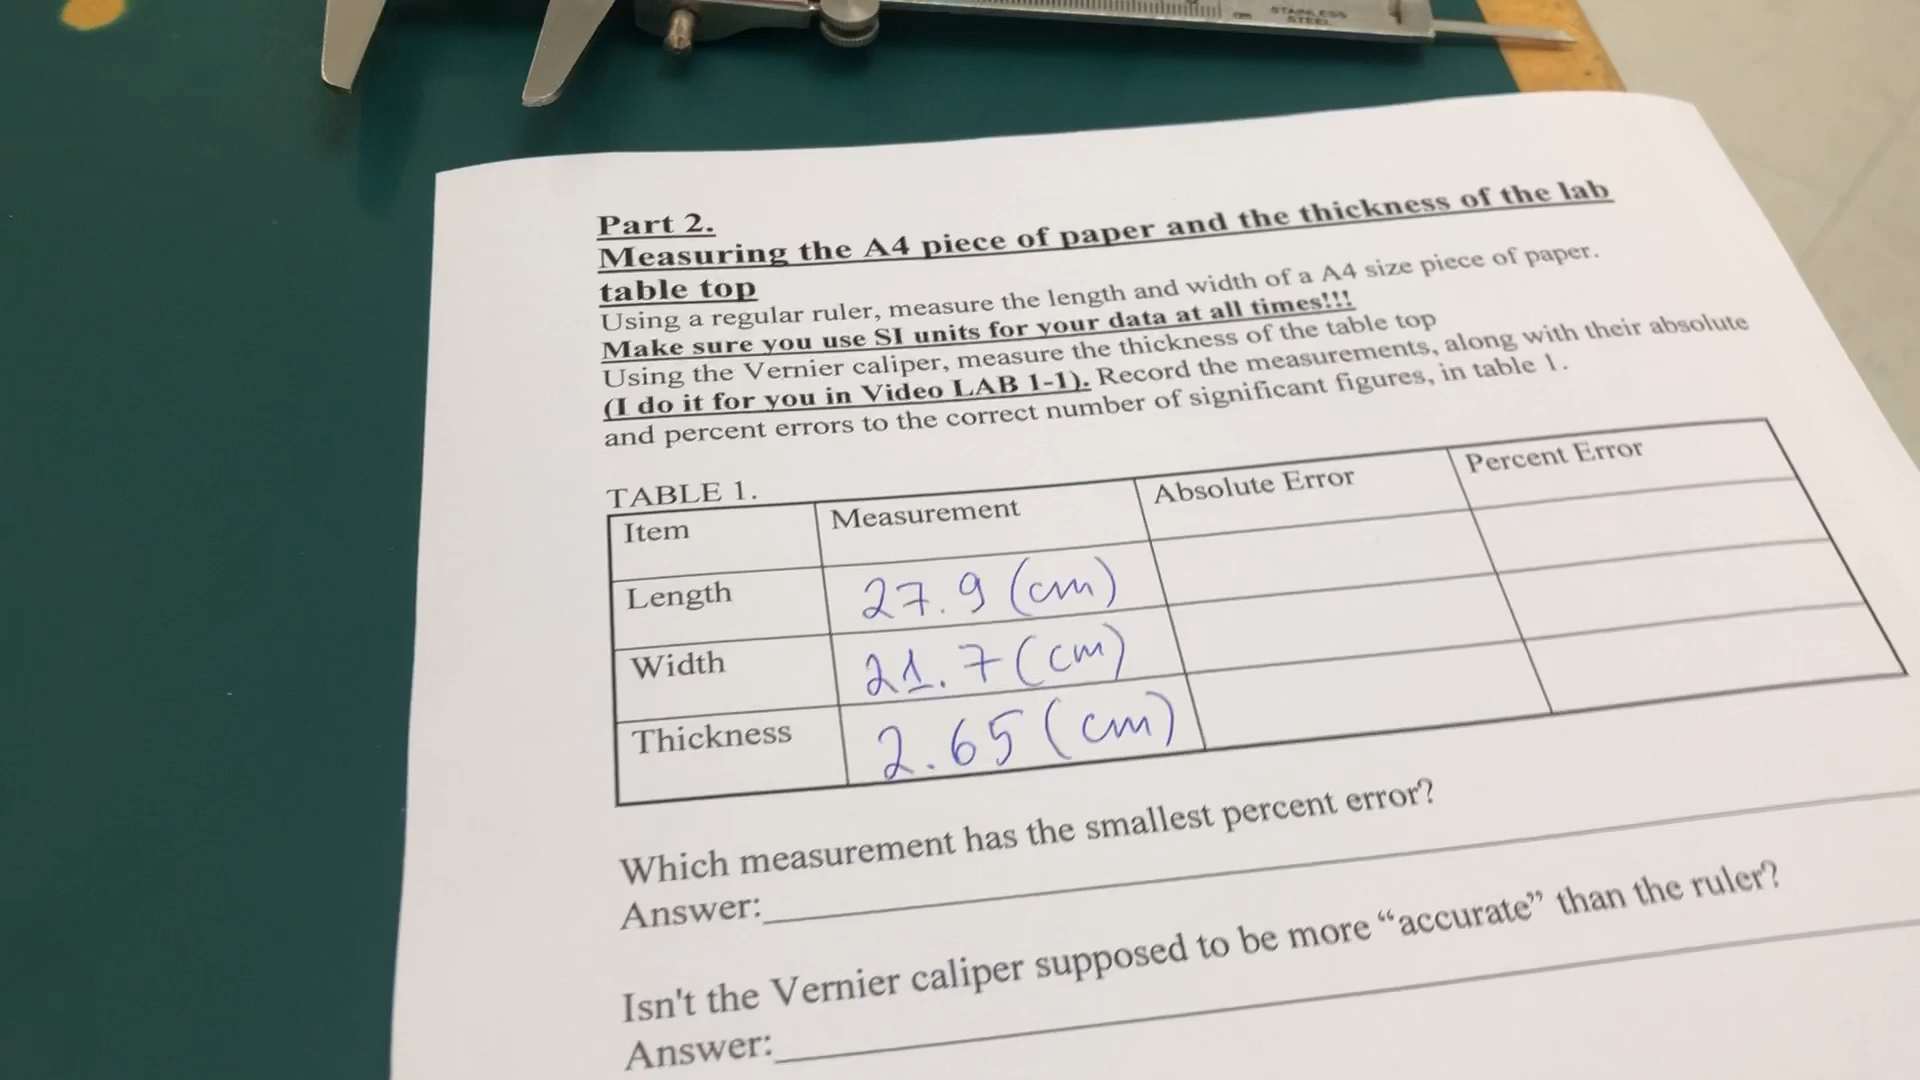 STAINLESS
STEEL
Part 2.
Measuring the A4 piece of paper and the thickness of the lab
table top
Using a regular ruler, measure the length and width of a A4 size piece of paper.
Make sure you use SI units for your data at all times!!!
Using the Vernier caliper, measure the thickness of the table top
(I do it for you in Video LAB 1-1). Record the measurements, along with their absolute
and percent errors to the correct number of significant figures, in table 1.
TABLE 1.
Item Measurement Absolute Error Percent Error
Length 27.9 (cm)
Width 21.7 (cm)
Thickness 2.65 (cm)
Which measurement has the smallest percent error?
Answer:
Isn't the Vernier caliper supposed to be more “accurate” than the ruler?
Answer: